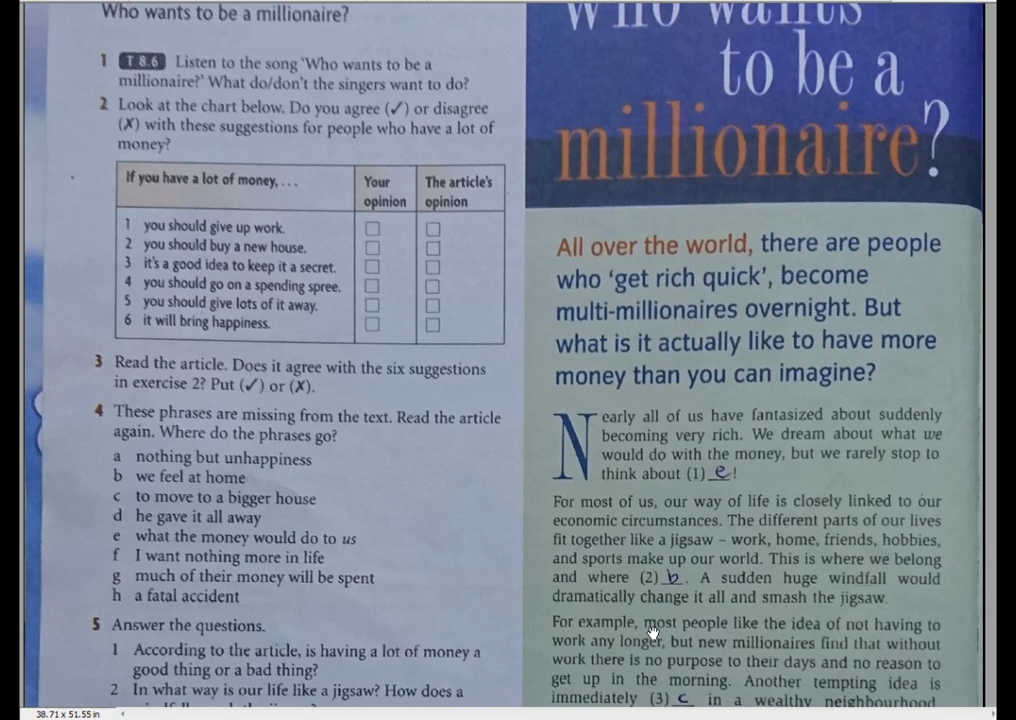 Who wants to be a millionaire?
1 T 8.6 Listen to the song ‘Who wants to be a
millionaire?’ What do/don't the singers want to do?
2 Look at the chart below. Do you agree (✓) or disagree
(✗) with these suggestions for people who have a lot of
money?
If you have a lot of money, . . .
Your
opinion
The article's
opinion
1 you should give up work.
2 you should buy a new house.
3 it's a good idea to keep it a secret.
4 you should go on a spending spree.
5 you should give lots of it away.
6 it will bring happiness.
3 Read the article. Does it agree with the six suggestions
in exercise 2? Put (✓) or (✗).
4 These phrases are missing from the text. Read the article
again. Where do the phrases go?
a nothing but unhappiness
b we feel at home
c to move to a bigger house
d he gave it all away
e what the money would do to us
f I want nothing more in life
g much of their money will be spent
h a fatal accident
5 Answer the questions.
1 According to the article, is having a lot of money a
good thing or a bad thing?
2 In what way is our life like a jigsaw? How does a
Who wants
to be a
millionaire?
All over the world, there are people
who ‘get rich quick’, become
multi-millionaires overnight. But
what is it actually like to have more
money than you can imagine?
Nearly all of us have fantasized about suddenly
becoming very rich. We dream about what we
would do with the money, but we rarely stop to
think about (1) e !
For most of us, our way of life is closely linked to our
economic circumstances. The different parts of our lives
fit together like a jigsaw – work, home, friends, hobbies,
and sports make up our world. This is where we belong
and where (2) b . A sudden huge windfall would
dramatically change it all and smash the jigsaw.
For example, most people like the idea of not having to
work any longer, but new millionaires find that without
work there is no purpose to their days and no reason to
get up in the morning. Another tempting idea is
immediately (3) c in a wealthy neighbourhood
38.71 x 51.55 in